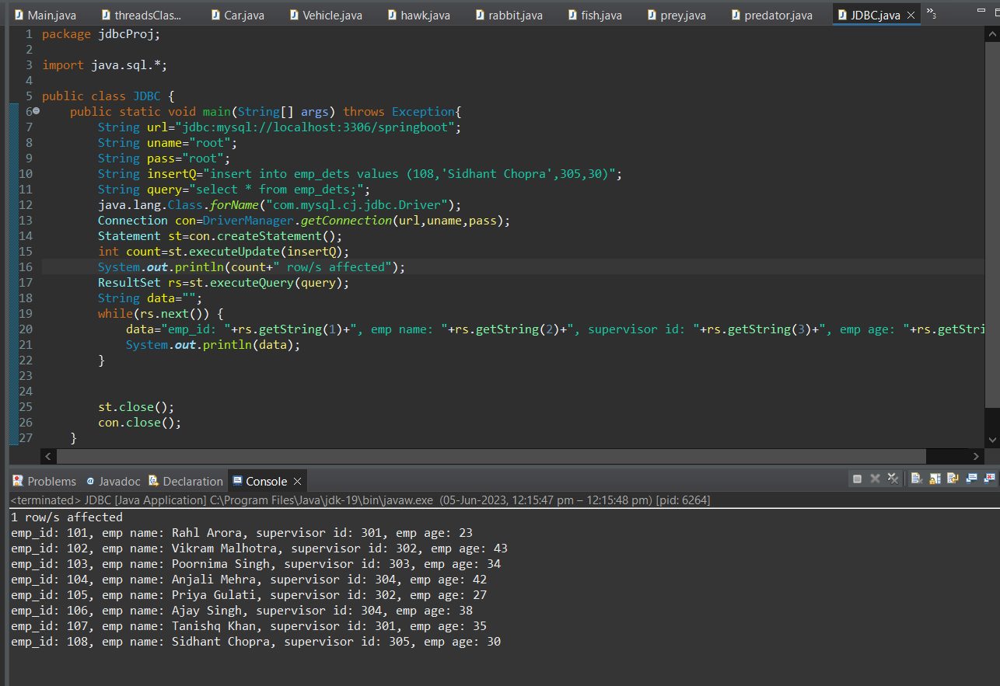 Main.java threadsClas... Car.java Vehicle.java hawk.java rabbit.java fish.java prey.java predator.java JDBC.java »3
1 package jdbcProj;
2
3 import java.sql.*;
4
5 public class JDBC {
6 public static void main(String[] args) throws Exception{
7 String url="jdbc:mysql://localhost:3306/springboot";
8 String uname="root";
9 String pass="root";
10 String insertQ="insert into emp_dets values (108,'Sidhant Chopra',305,30)";
11 String query="select * from emp_dets;";
12 java.lang.Class.forName("com.mysql.cj.jdbc.Driver");
13 Connection con=DriverManager.getConnection(url,uname,pass);
14 Statement st=con.createStatement();
15 int count=st.executeUpdate(insertQ);
16 System.out.println(count+" row/s affected");
17 ResultSet rs=st.executeQuery(query);
18 String data="";
19 while(rs.next()) {
20 data="emp_id: "+rs.getString(1)+", emp name: "+rs.getString(2)+", supervisor id: "+rs.getString(3)+", emp age: "+rs.getStri
21 System.out.println(data);
22 }
23
24
25 st.close();
26 con.close();
27 }
Problems Javadoc Declaration Console
<terminated> JDBC [Java Application] C:\Program Files\Java\jdk-19\bin\javaw.exe (05-Jun-2023, 12:15:47 pm – 12:15:48 pm) [pid: 6264]
1 row/s affected
emp_id: 101, emp name: Rahl Arora, supervisor id: 301, emp age: 23
emp_id: 102, emp name: Vikram Malhotra, supervisor id: 302, emp age: 43
emp_id: 103, emp name: Poornima Singh, supervisor id: 303, emp age: 34
emp_id: 104, emp name: Anjali Mehra, supervisor id: 304, emp age: 42
emp_id: 105, emp name: Priya Gulati, supervisor id: 302, emp age: 27
emp_id: 106, emp name: Ajay Singh, supervisor id: 304, emp age: 38
emp_id: 107, emp name: Tanishq Khan, supervisor id: 301, emp age: 35
emp_id: 108, emp name: Sidhant Chopra, supervisor id: 305, emp age: 30